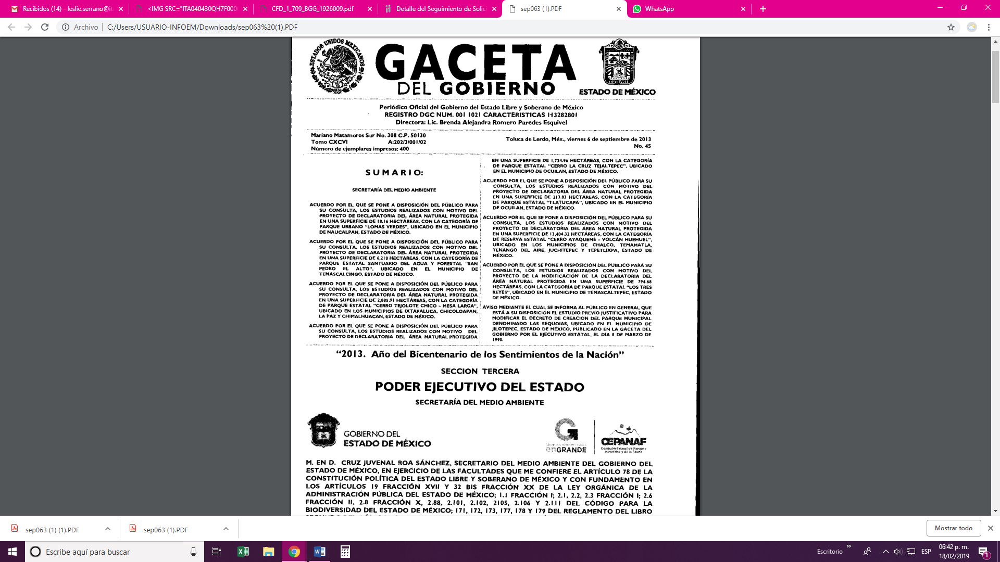 Recibidos (14) - leslie.serrano@it
<IMG SRC="ITA040430QH7F000
CFD_1_709_BGG_1926009.pdf
Detalle del Seguimiento de Solici
sep063 (1).PDF
WhatsApp
Archivo
C:/Users/USUARIO-INFOEM/Downloads/sep063%20(1).PDF
ESTADOS UNIDOS MEXICANOS
GACETA
DEL GOBIERNO
ESTADO DE MÉXICO
Periódico Oficial del Gobierno del Estado Libre y Soberano de México
REGISTRO DGC NUM. 001 1021 CARACTERISTICAS 113282801
Directora: Lic. Brenda Alejandra Romero Paredes Esquivel
Mariano Matamoros Sur No. 308 C.P. 50130
Tomo CXCVI A:202/3/001/02
Número de ejemplares impresos: 400
Toluca de Lerdo, Méx., viernes 6 de septiembre de 2013
No. 45
SUMARIO:
SECRETARÍA DEL MEDIO AMBIENTE
ACUERDO POR EL QUE SE PONE A DISPOSICIÓN DEL PÚBLICO PARA
SU CONSULTA, LOS ESTUDIOS REALIZADOS CON MOTIVO DEL
PROYECTO DE DECLARATORIA DEL ÁREA NATURAL PROTEGIDA
EN UNA SUPERFICIE DE 18.16 HECTÁREAS, CON LA CATEGORÍA DE
PARQUE URBANO "LOMAS VERDES", UBICADO EN EL MUNICIPIO
DE NAUCALPAN, ESTADO DE MÉXICO.
ACUERDO POR EL QUE SE PONE A DISPOSICIÓN DEL PÚBLICO PARA
SU CONSULTA, LOS ESTUDIOS REALIZADOS CON MOTIVO DEL
PROYECTO DE DECLARATORIA DEL ÁREA NATURAL PROTEGIDA
EN UNA SUPERFICIE DE 6,218 HECTÁREAS, CON LA CATEGORÍA DE
PARQUE ESTATAL SANTUARIO DEL AGUA Y FORESTAL "SAN
PEDRO EL ALTO", UBICADO EN EL MUNICIPIO DE
TEMASCALCINGO, ESTADO DE MÉXICO.
ACUERDO POR EL QUE SE PONE A DISPOSICIÓN DEL PÚBLICO PARA
SU CONSULTA, LOS ESTUDIOS REALIZADOS CON MOTIVO DEL
PROYECTO DE DECLARATORIA DEL ÁREA NATURAL PROTEGIDA
EN UNA SUPERFICIE DE 2,885.91 HECTÁREAS, CON LA CATEGORÍA
DE PARQUE ESTATAL "CERRO TEJOLOTE CHICO – MESA LARGA",
UBICADO EN LOS MUNICIPIOS DE IXTAPALUCA, CHICOLOAPAN,
LA PAZ Y CHIMALHUACAN, ESTADO DE MÉXICO.
ACUERDO POR EL QUE SE PONE A DISPOSICIÓN DEL PÚBLICO PARA
SU CONSULTA, LOS ESTUDIOS REALIZADOS CON MOTIVO DEL
PROYECTO DE DECLARATORIA DEL ÁREA NATURAL PROTEGIDA
EN UNA SUPERFICIE DE 1,734.96 HECTÁREAS, CON LA CATEGORÍA
DE PARQUE ESTATAL "CERRO LA CRUZ TEJALTEPEC", UBICADO
EN EL MUNICIPIO DE OCUILAN, ESTADO DE MÉXICO.
ACUERDO POR EL QUE SE PONE A DISPOSICIÓN DEL PÚBLICO PARA SU
CONSULTA, LOS ESTUDIOS REALIZADOS CON MOTIVO DEL
PROYECTO DE DECLARATORIA DEL ÁREA NATURAL PROTEGIDA
EN UNA SUPERFICIE DE 213.83 HECTÁREAS, CON LA CATEGORÍA
DE PARQUE ESTATAL "TLATUCAPA", UBICADO EN EL MUNICIPIO
DE OCUILAN, ESTADO DE MÉXICO.
ACUERDO POR EL QUE SE PONE A DISPOSICIÓN DEL PÚBLICO PARA SU
CONSULTA, LOS ESTUDIOS REALIZADOS CON MOTIVO DEL
PROYECTO DE DECLARATORIA DEL ÁREA NATURAL PROTEGIDA
EN UNA SUPERFICIE DE 13,404.32 HECTÁREAS, CON LA CATEGORÍA
DE RESERVA ESTATAL "CERRO AYAQUEME – VOLCÁN HUEHUEL",
UBICADO EN LOS MUNICIPIOS DE CHALCO, TEMAMATLA,
TENANGO DEL AIRE, JUCHITEPEC Y TEPETLIXPA, ESTADO DE
MÉXICO.
ACUERDO POR EL QUE SE PONE A DISPOSICIÓN DEL PÚBLICO PARA SU
CONSULTA, LOS ESTUDIOS REALIZADOS CON MOTIVO DEL
PROYECTO DE LA MODIFICACIÓN DE LA DECLARATORIA DEL
ÁREA NATURAL PROTEGIDA EN UNA SUPERFICIE DE 794.68
HECTÁREAS, CON LA CATEGORÍA DE PARQUE ESTATAL "LOS TRES
REYES", UBICADO EN EL MUNICIPIO DE TEMASCALTEPEC, ESTADO
DE MÉXICO.
AVISO MEDIANTE EL CUAL SE INFORMA AL PÚBLICO EN GENERAL QUE
ESTÁ A SU DISPOSICIÓN EL ESTUDIO PREVIO JUSTIFICATIVO PARA
MODIFICAR EL DECRETO DE CREACIÓN DEL PARQUE MUNICIPAL
DENOMINADO LAS SEQUOIAS, UBICADO EN EL MUNICIPIO DE
JILOTEPEC, ESTADO DE MÉXICO, PUBLICADO EN LA GACETA DEL
GOBIERNO POR EL EJECUTIVO ESTATAL, EL DÍA 8 DE MARZO DE
1995.
"2013. Año del Bicentenario de los Sentimientos de la Nación"
SECCION TERCERA
PODER EJECUTIVO DEL ESTADO
SECRETARÍA DEL MEDIO AMBIENTE
GOBIERNO DEL
ESTADO DE MÉXICO
enGRANDE
CEPANAF
Comisión Estatal de Parques
Naturales y de la Fauna
M. EN D. CRUZ JUVENAL ROA SÁNCHEZ, SECRETARIO DEL MEDIO AMBIENTE DEL GOBIERNO DEL
ESTADO DE MÉXICO, EN EJERCICIO DE LAS FACULTADES QUE ME CONFIERE EL ARTÍCULO 78 DE LA
CONSTITUCIÓN POLÍTICA DEL ESTADO LIBRE Y SOBERANO DE MÉXICO Y CON FUNDAMENTO EN
LOS ARTÍCULOS 19 FRACCIÓN XVII Y 32 BIS FRACCIÓN XX DE LA LEY ORGÁNICA DE LA
ADMINISTRACIÓN PÚBLICA DEL ESTADO DE MÉXICO; 1.1 FRACCIÓN I; 2.1, 2.2, 2.3 FRACCIÓN I; 2.6
FRACCIÓN II, 2.8 FRACCIÓN X, 2.88, 2.101, 2.102, 2105, 2.106 Y 2.111 DEL CÓDIGO PARA LA
BIODIVERSIDAD DEL ESTADO DE MÉXICO; 171, 172, 173, 177, 178 Y 179 DEL REGLAMENTO DEL LIBRO
sep063 (1) (1).PDF
sep063 (1).PDF
Mostrar todo
Escribe aquí para buscar
Escritorio
ESP
06:42 p. m.
18/02/2019
1